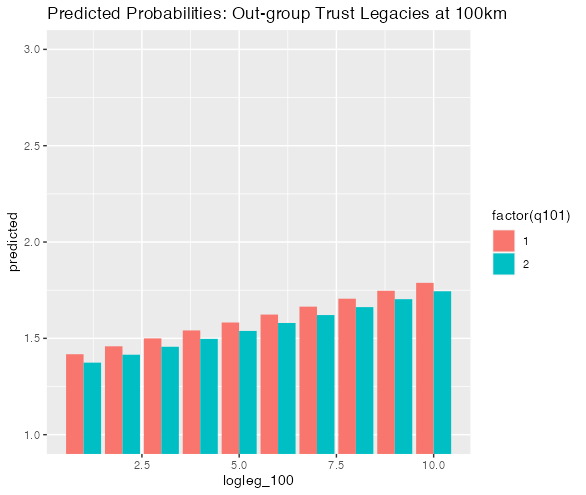 Predicted Probabilities: Out-group Trust Legacies at 100km
3.0
2.5
2.0
1.5
1.0
predicted
2.5
5.0
7.5
10.0
logleg_100
factor(q101)
1
2